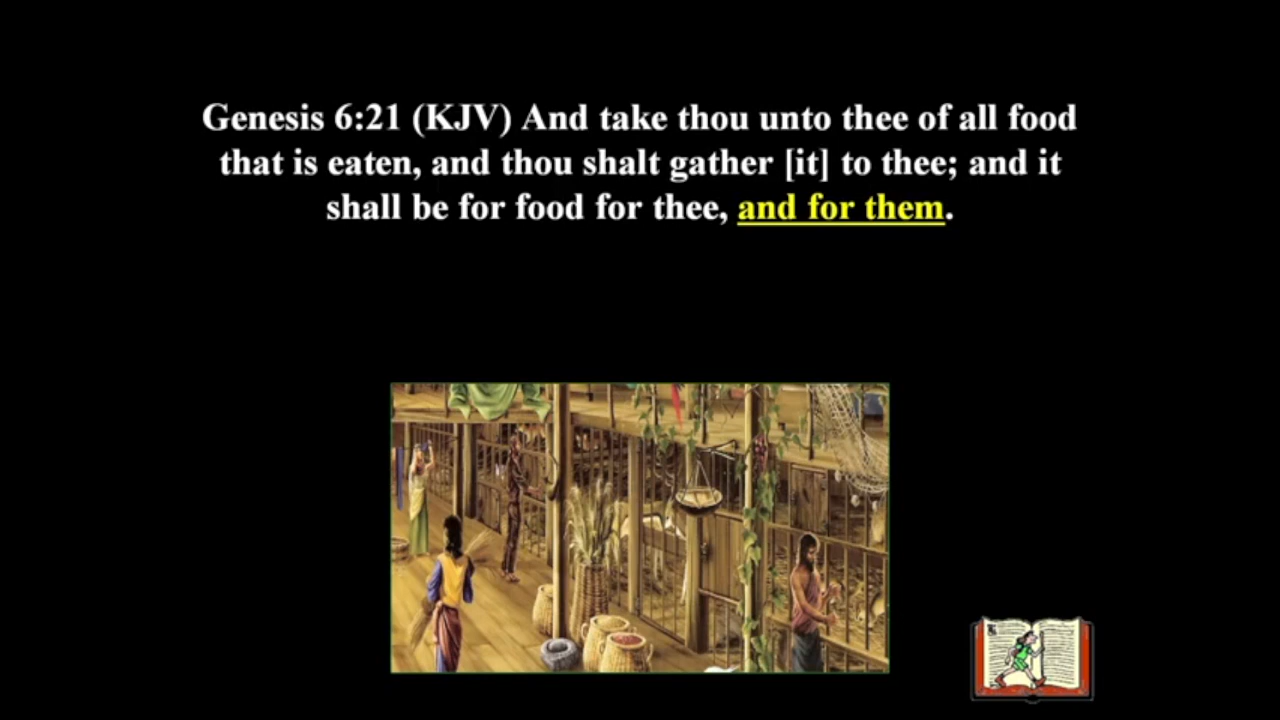 Genesis 6:21 (KJV) And take thou unto thee of all food
that is eaten, and thou shalt gather [it] to thee; and it
shall be for food for thee, and for them.